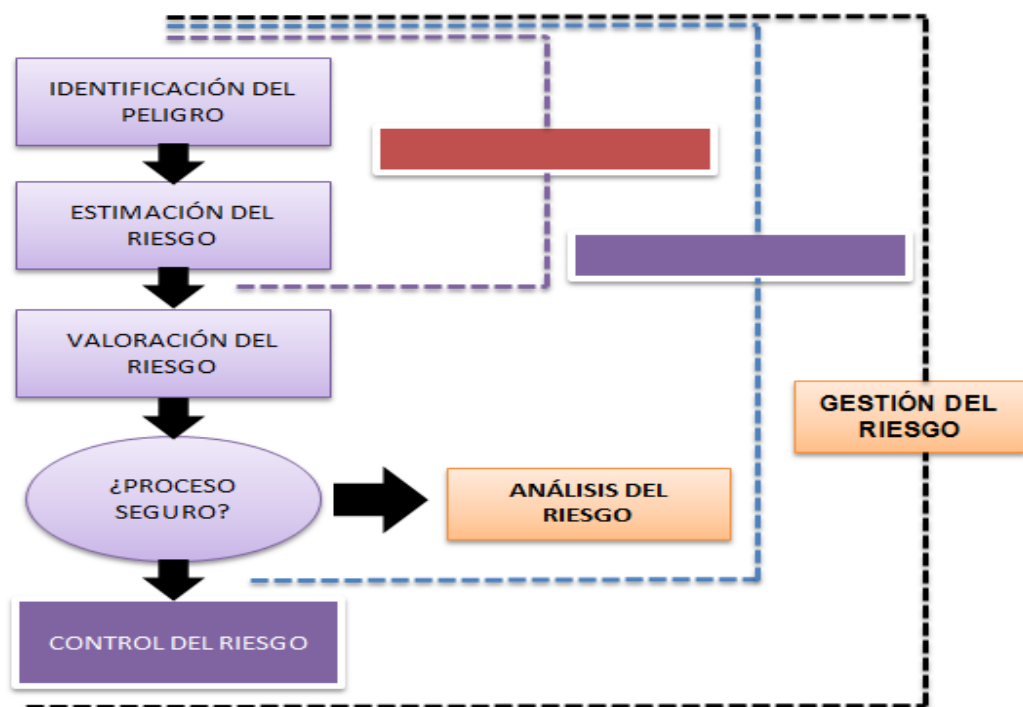 IDENTIFICACIÓN DEL
PELIGRO
ESTIMACIÓN DEL
RIESGO
VALORACIÓN DEL
RIESGO
GESTIÓN DEL
RIESGO
¿PROCESO
SEGURO?
ANÁLISIS DEL
RIESGO
CONTROL DEL RIESGO